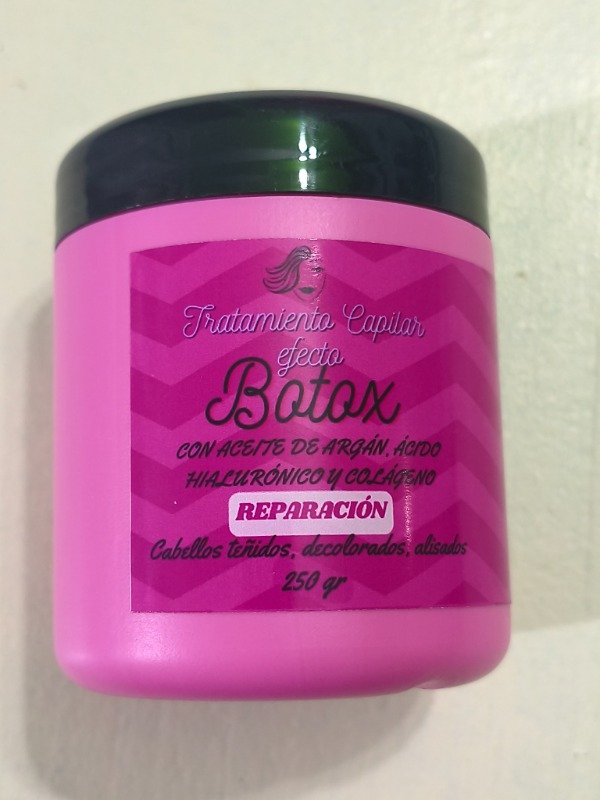 Tratamiento Capilar
efecto
Botox
CON ACEITE DE ARGÁN, ÁCIDO
HIALURÓNICO Y COLÁGENO
REPARACIÓN
Cabellos teñidos, decolorados, alisados
250 gr